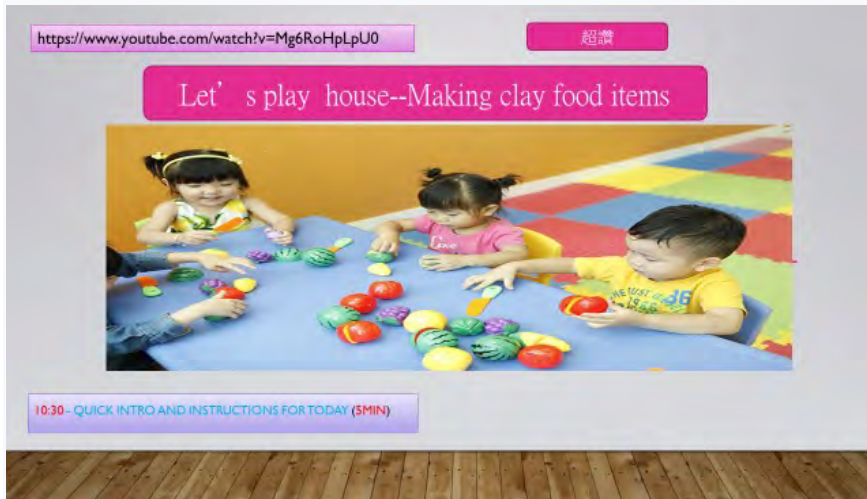 https://www.youtube.com/watch?v=Mg6RoHpLpU0
超讚
Let’s play house--Making clay food items
36
10:30 - QUICK INTRO AND INSTRUCTIONS FOR TODAY (5MIN)